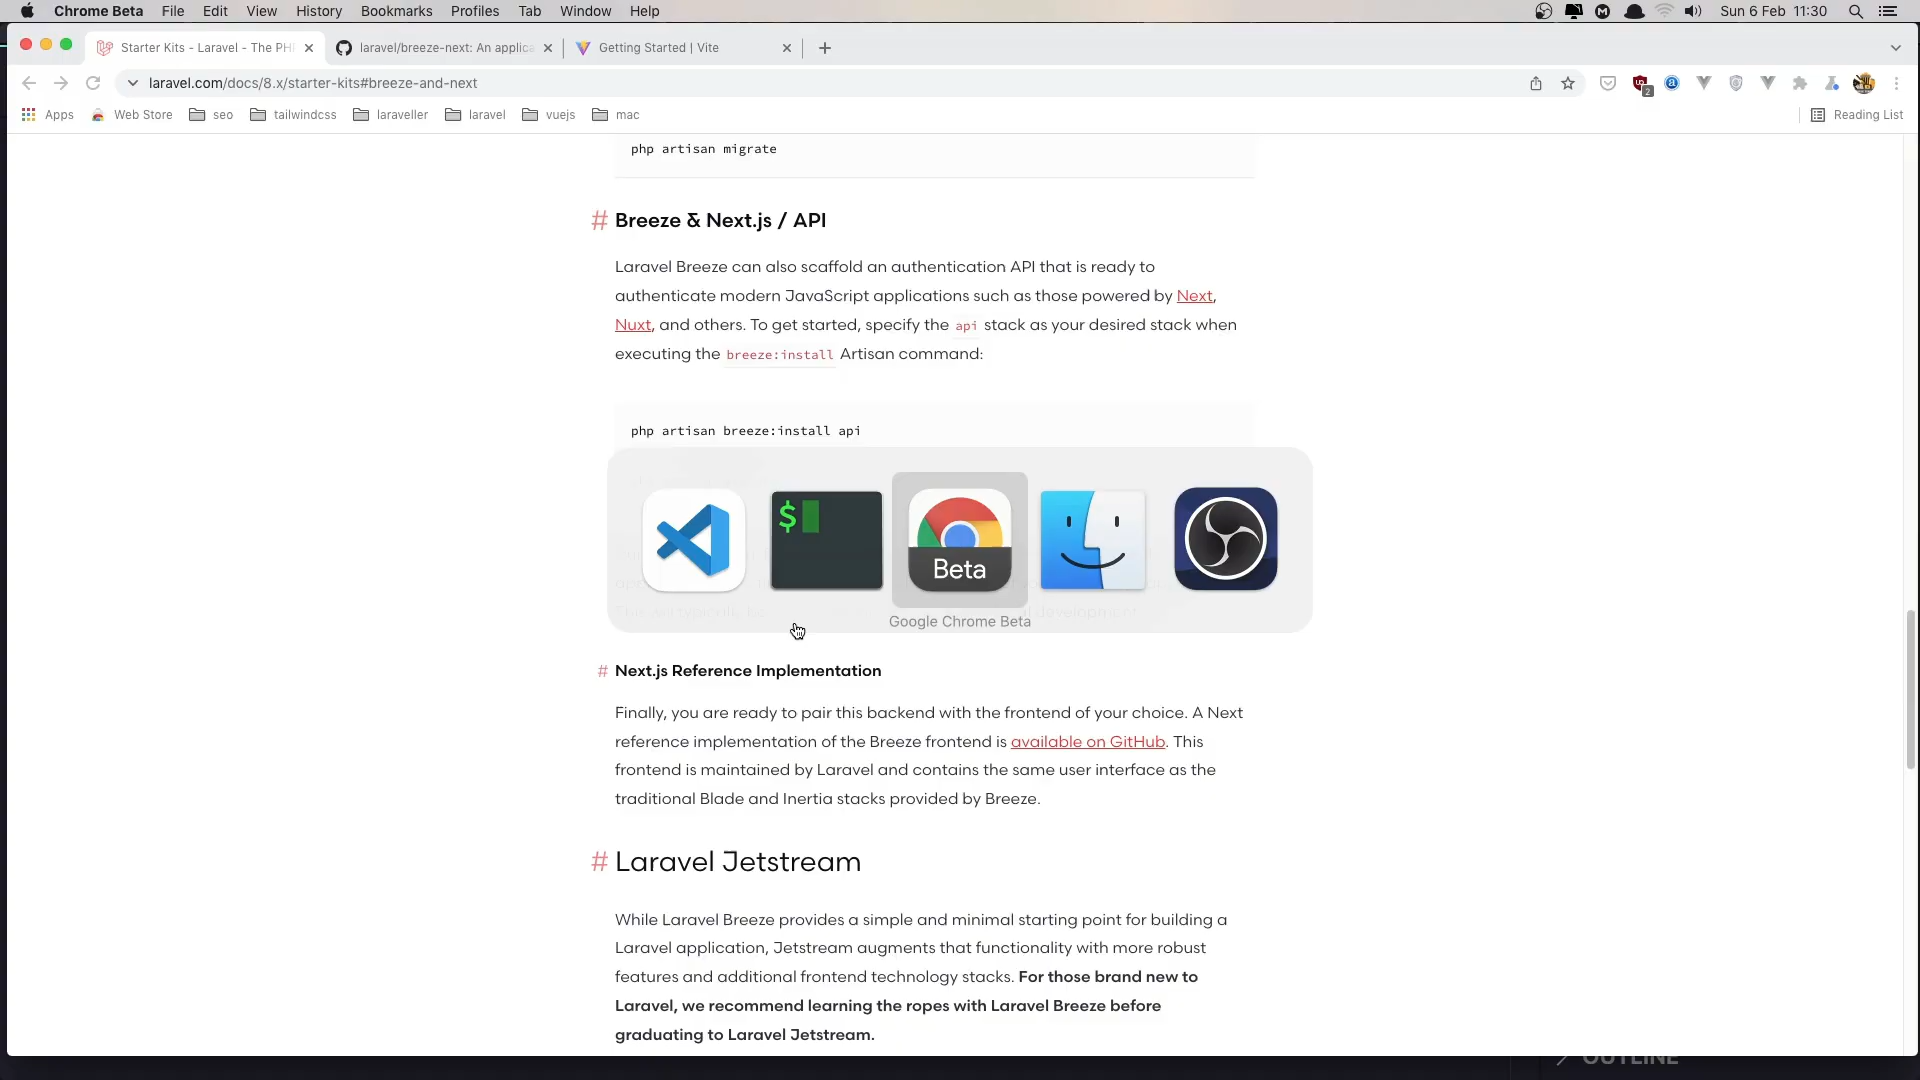 Chrome Beta File Edit View History Bookmarks Profiles Tab Window Help Sun 6 Feb 11:30
Starter Kits - Laravel - The PH
laravel/breeze-next: An applica
Getting Started | Vite
laravel.com/docs/8.x/starter-kits#breeze-and-next
2
Apps Web Store seo tailwindcss laraveller laravel vuejs mac Reading List
php artisan migrate
# Breeze & Next.js / API
Laravel Breeze can also scaffold an authentication API that is ready to
authenticate modern JavaScript applications such as those powered by Next,
Nuxt, and others. To get started, specify the api stack as your desired stack when
executing the breeze:install Artisan command:
php artisan breeze:install api
$
Beta
Google Chrome Beta
# Next.js Reference Implementation
Finally, you are ready to pair this backend with the frontend of your choice. A Next
reference implementation of the Breeze frontend is available on GitHub. This
frontend is maintained by Laravel and contains the same user interface as the
traditional Blade and Inertia stacks provided by Breeze.
# Laravel Jetstream
While Laravel Breeze provides a simple and minimal starting point for building a
Laravel application, Jetstream augments that functionality with more robust
features and additional frontend technology stacks. For those brand new to
Laravel, we recommend learning the ropes with Laravel Breeze before
graduating to Laravel Jetstream.
OUTLINE